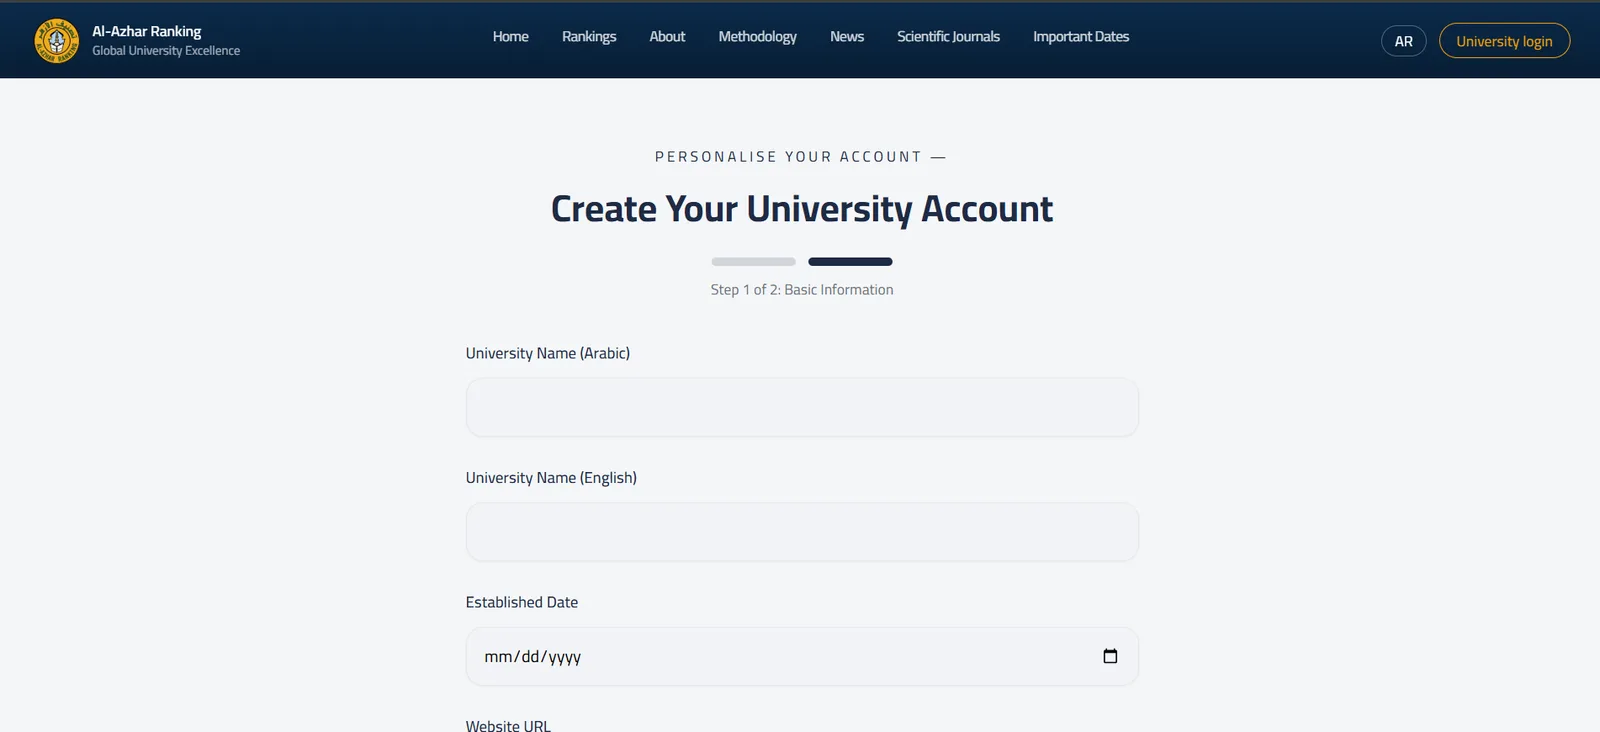 Al-Azhar Ranking
Global University Excellence
Home Rankings About Methodology News Scientific Journals Important Dates
AR
University login
PERSONALISE YOUR ACCOUNT —
Create Your University Account
Step 1 of 2: Basic Information
University Name (Arabic)
University Name (English)
Established Date
mm/dd/yyyy
Website URL